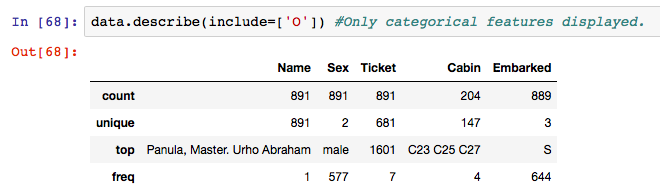 In [68]: data.describe(include=['O']) #Only categorical features displayed.
Out[68]:
Name Sex Ticket Cabin Embarked
count 891 891 891 204 889
unique 891 2 681 147 3
top Panula, Master. Urho Abraham male 1601 C23 C25 C27 S
freq 1 577 7 4 644